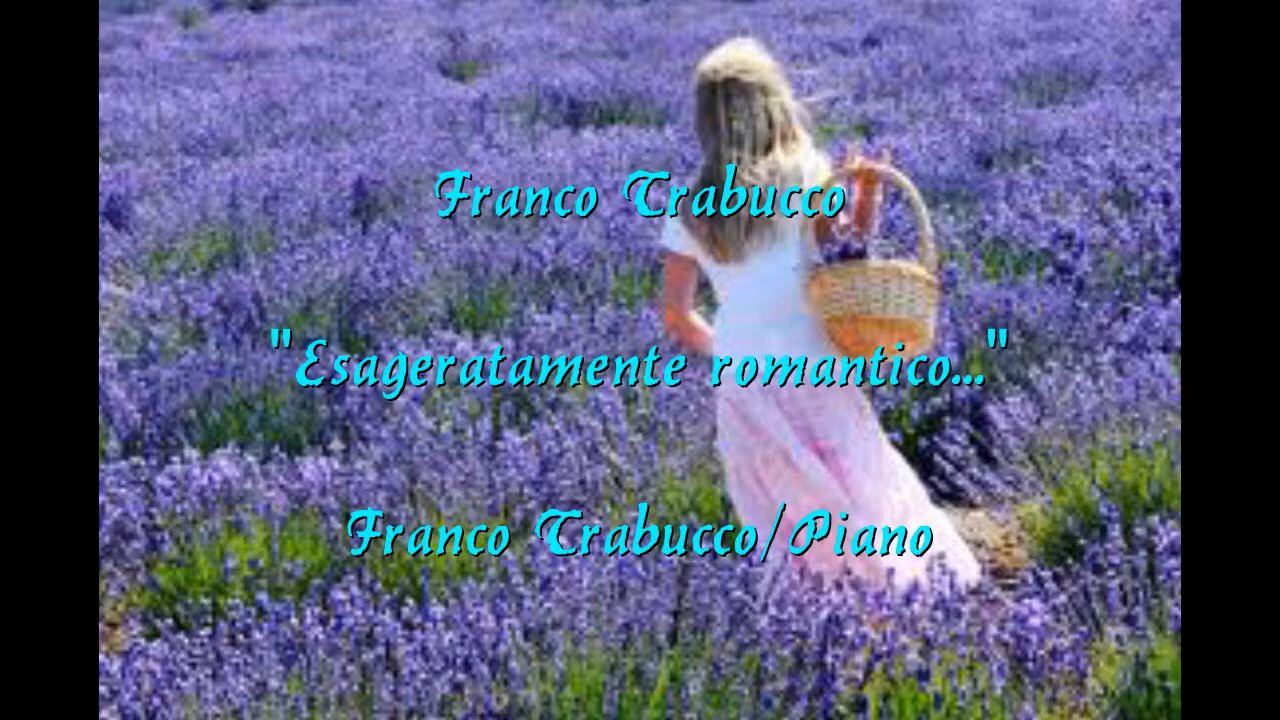 Franco Trabucco
"Esageratamente romantico..."
Franco Trabucco/Piano